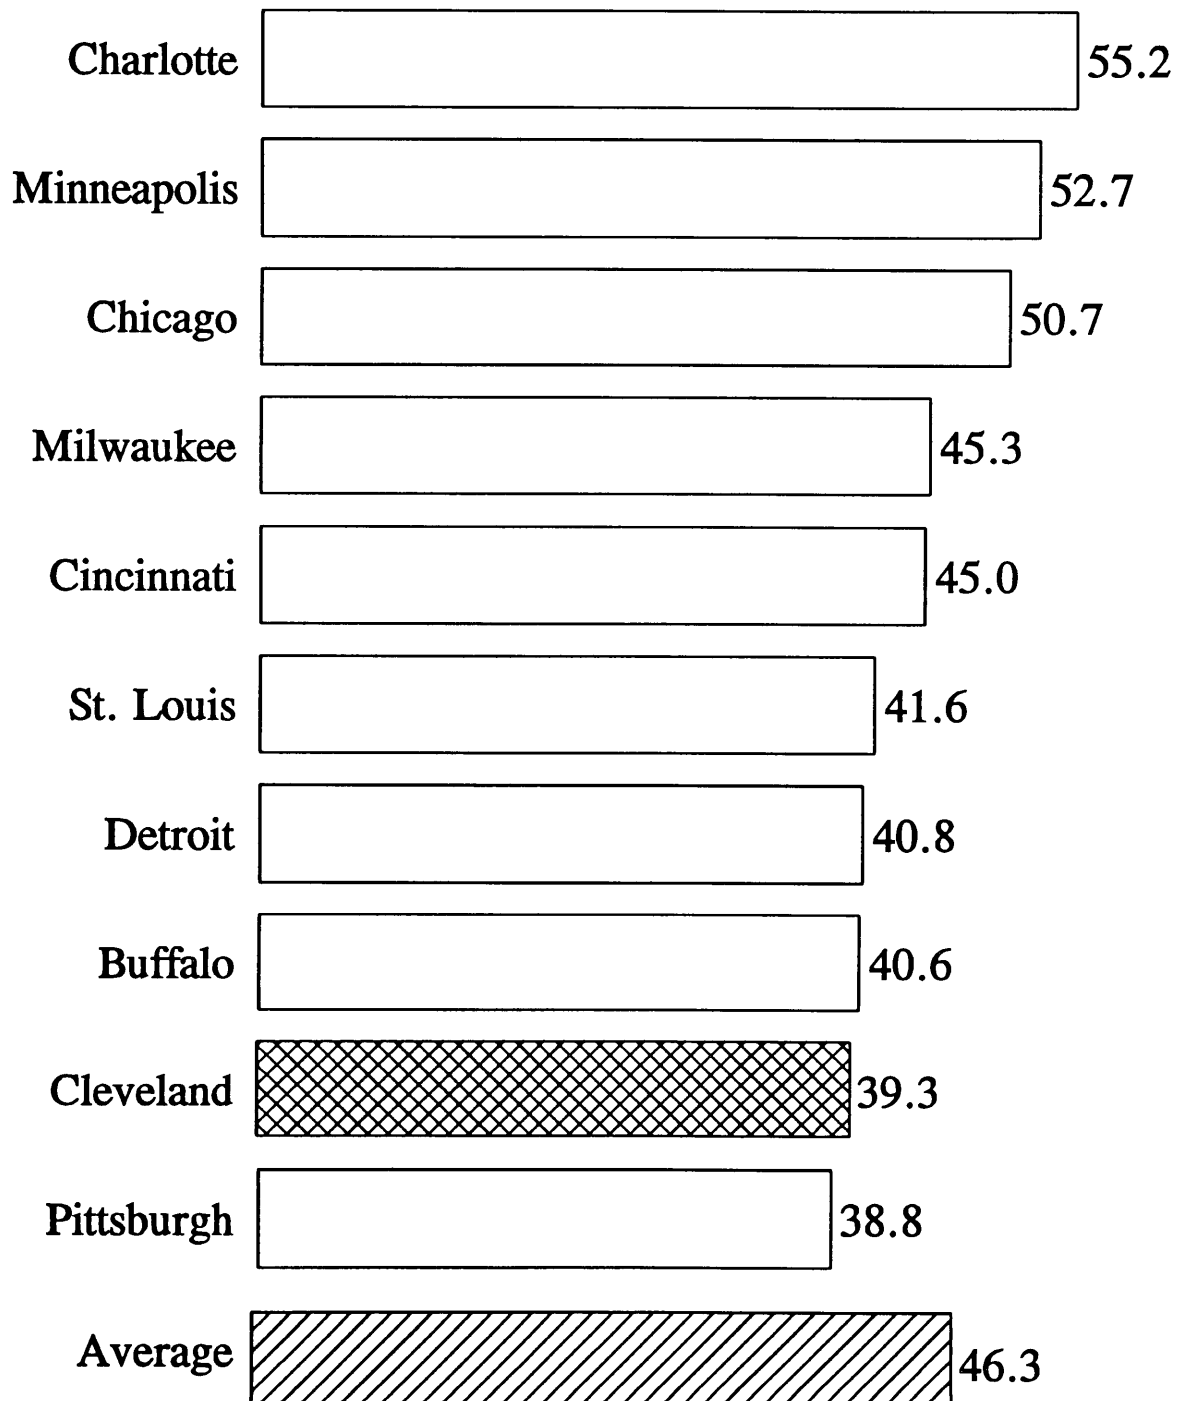 Charlotte 55.2
Minneapolis 52.7
Chicago 50.7
Milwaukee 45.3
Cincinnati 45.0
St. Louis 41.6
Detroit 40.8
Buffalo 40.6
Cleveland 39.3
Pittsburgh 38.8
Average 46.3